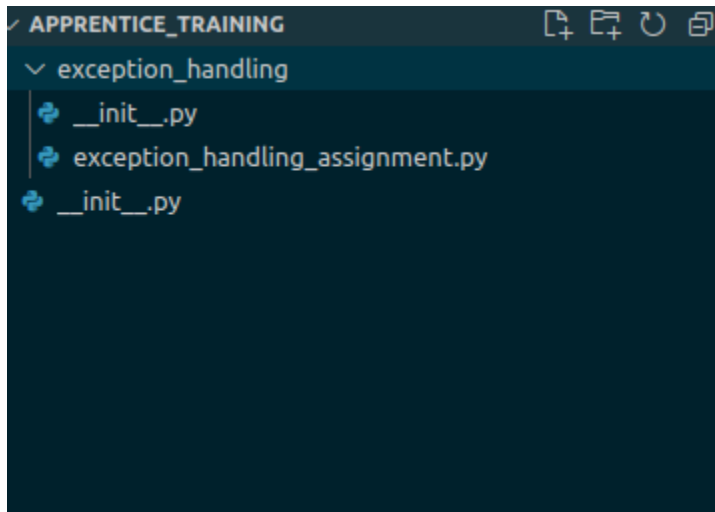 APPRENTICE_TRAINING
exception_handling
__init__.py
exception_handling_assignment.py
__init__.py